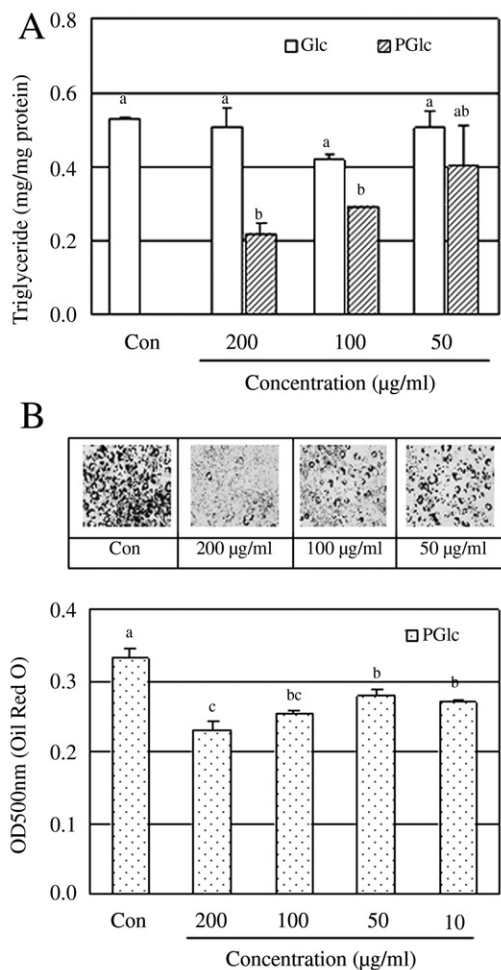 A
0.8
Glc PGlc
0.6
0.4
0.2
0.0
Triglyceride (mg/mg protein)
a a b a b a ab
Con 200 100 50
Concentration (µg/ml)
B
Con 200 µg/ml 100 µg/ml 50 µg/ml
0.4
PGlc
0.3
0.2
0.1
0.0
OD500nm (Oil Red O)
a c bc b b
Con 200 100 50 10
Concentration (µg/ml)